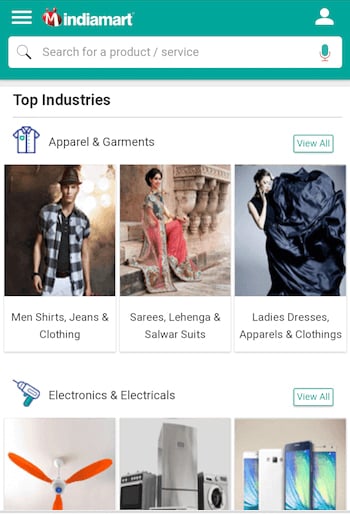 indiamart
Search for a product / service
Top Industries
Apparel & Garments
View All
Men Shirts, Jeans &
Clothing
Sarees, Lehenga &
Salwar Suits
Ladies Dresses,
Apparels & Clothings
Electronics & Electricals
View All